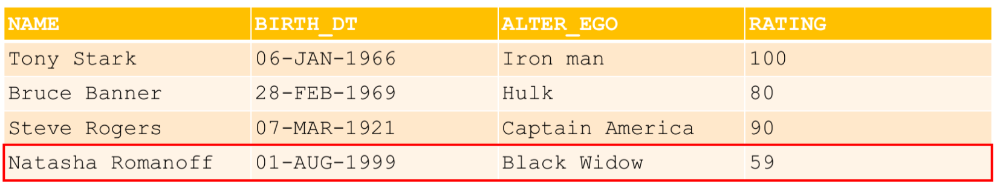 NAME BIRTH_DT ALTER_EGO RATING
Tony Stark 06-JAN-1966 Iron man 100
Bruce Banner 28-FEB-1969 Hulk 80
Steve Rogers 07-MAR-1921 Captain America 90
Natasha Romanoff 01-AUG-1999 Black Widow 59